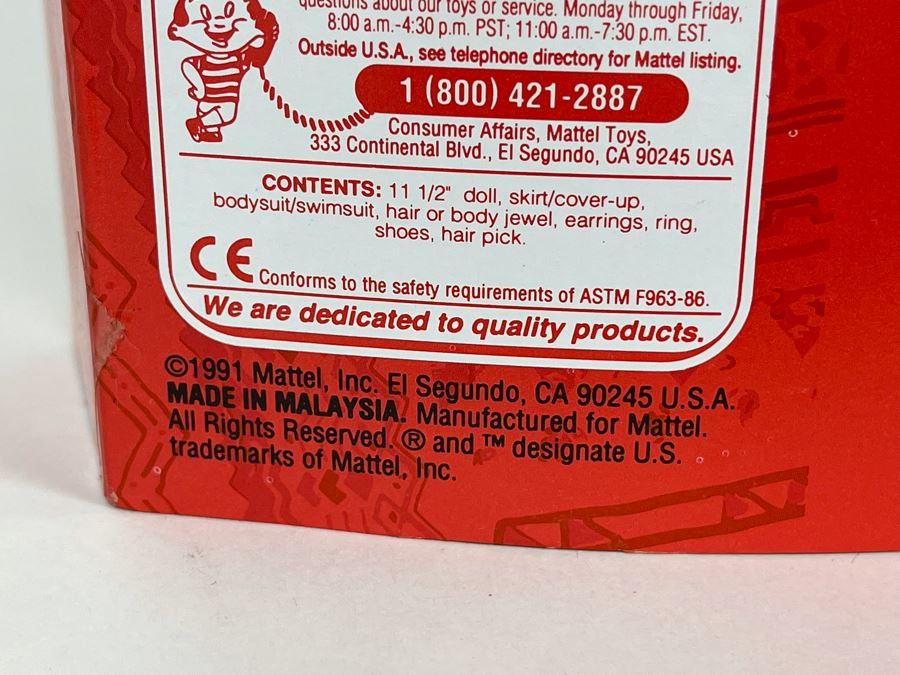 questions about our toys or service. Monday through Friday,
8:00 a.m.-4:30 p.m. PST; 11:00 a.m.-7:30 p.m. EST.
Outside U.S.A., see telephone directory for Mattel listing.
1 (800) 421-2887
Consumer Affairs, Mattel Toys,
333 Continental Blvd., El Segundo, CA 90245 USA
CONTENTS: 11 1/2" doll, skirt/cover-up,
bodysuit/swimsuit, hair or body jewel, earrings, ring,
shoes, hair pick.
CE Conforms to the safety requirements of ASTM F963-86.
We are dedicated to quality products.
©1991 Mattel, Inc. El Segundo, CA 90245 U.S.A.
MADE IN MALAYSIA. Manufactured for Mattel.
All Rights Reserved. ® and ™ designate U.S.
trademarks of Mattel, Inc.